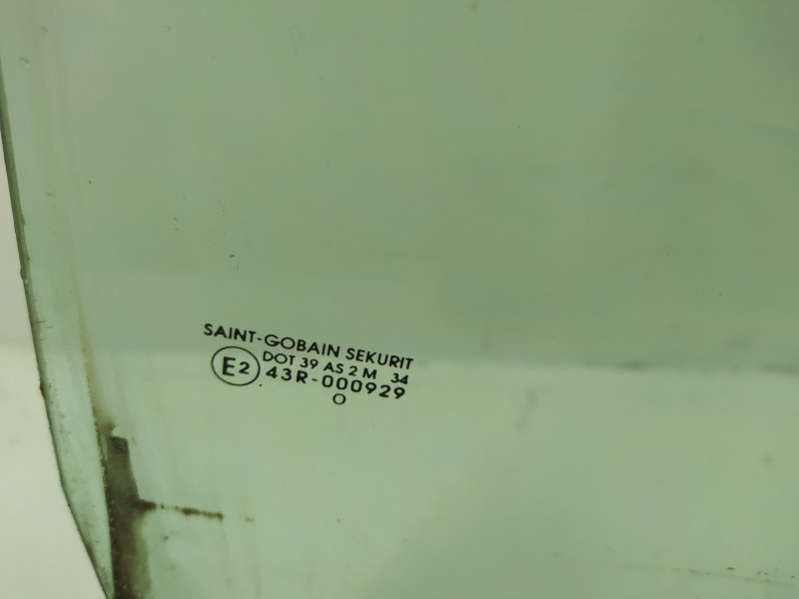 SAINT-GOBAIN SEKURIT
DOT 39 AS 2 M 34
E2 43R-000929
O